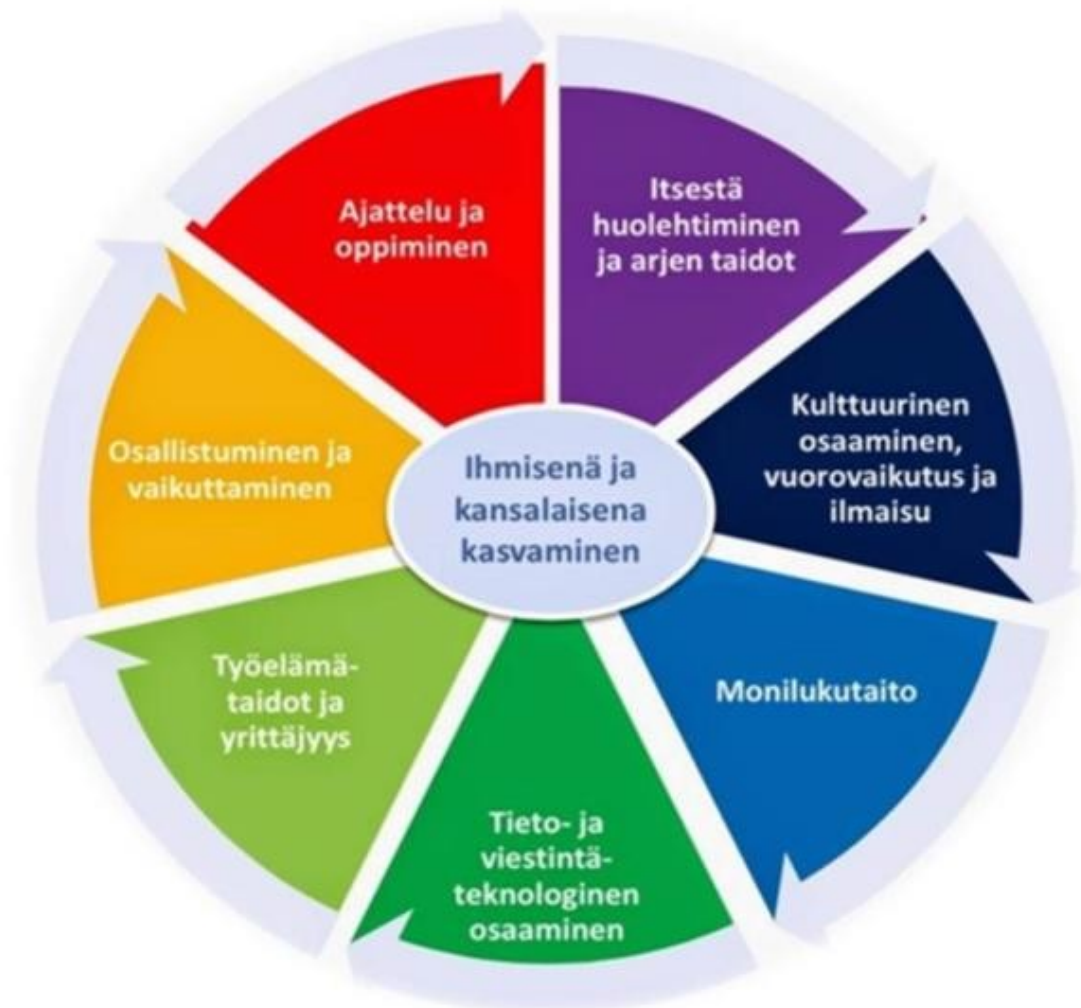 Ajattelu ja
oppiminen
Itsestä
huolehtiminen
ja arjen taidot
Kulttuurinen
osaaminen,
vuorovaikutus ja
ilmaisu
Monilukutaito
Tieto- ja
viestintä-
teknologinen
osaaminen
Työelämä-
taidot ja
yrittäjyys
Osallistuminen ja
vaikuttaminen
Ihmisenä ja
kansalaisena
kasvaminen